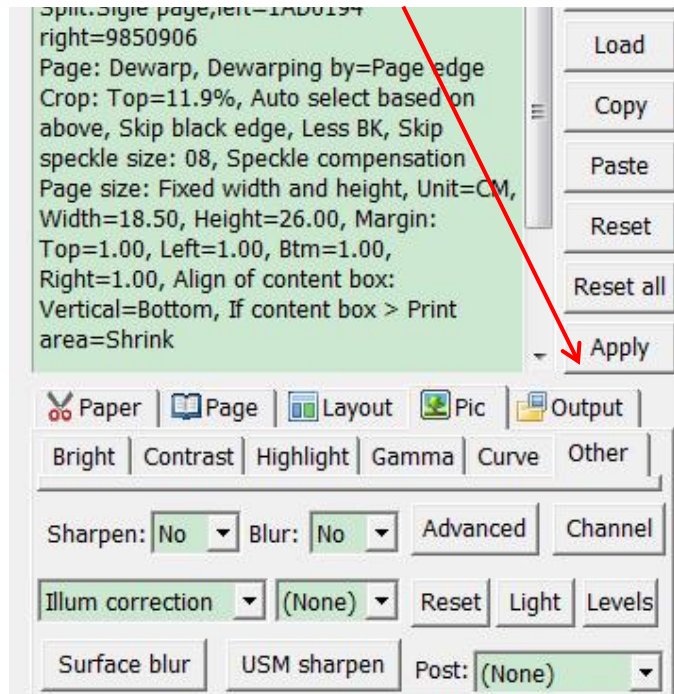 Split:Sigle page,left=1AD0194
right=9850906
Page: Dewarp, Dewarping by=Page edge
Crop: Top=11.9%, Auto select based on
above, Skip black edge, Less BK, Skip
speckle size: 08, Speckle compensation
Page size: Fixed width and height, Unit=CM,
Width=18.50, Height=26.00, Margin:
Top=1.00, Left=1.00, Btm=1.00,
Right=1.00, Align of content box:
Vertical=Bottom, If content box > Print
area=Shrink
Load
Copy
Paste
Reset
Reset all
Apply
Paper Page Layout Pic Output
Bright Contrast Highlight Gamma Curve Other
Sharpen: No Blur: No Advanced Channel
Illum correction (None) Reset Light Levels
Surface blur USM sharpen Post: (None)